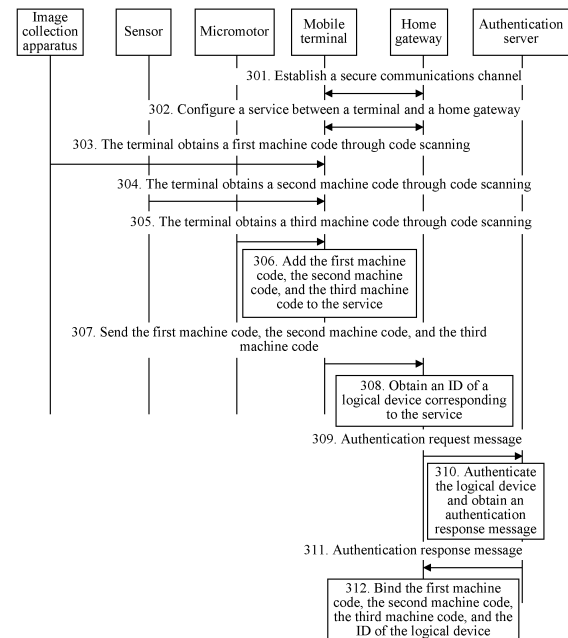 Image
collection
apparatus
Sensor
Micromotor
Mobile
terminal
Home
gateway
Authentication
server
301. Establish a secure communications channel
302. Configure a service between a terminal and a home gateway
303. The terminal obtains a first machine code through code scanning
304. The terminal obtains a second machine code through code scanning
305. The terminal obtains a third machine code through code scanning
306. Add the first machine
code, the second machine
code, and the third machine
code to the service
307. Send the first machine code, the second machine code, and the third
machine code
308. Obtain an ID of a
logical device corresponding
to the service
309. Authentication request message
310. Authenticate
the logical device
and obtain an
authentication
response message
311. Authentication response message
312. Bind the first machine
code, the second machine code,
the third machine code, and the
ID of the logical device